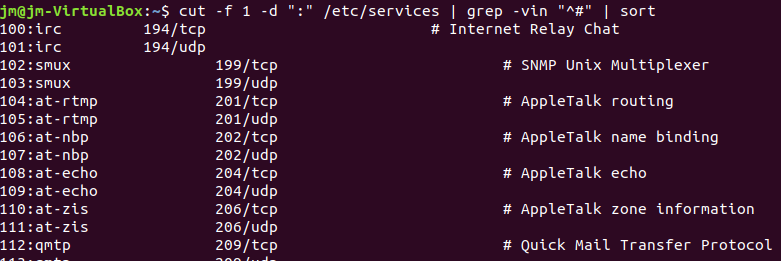 jm@jm-VirtualBox:~$ cut -f 1 -d ":" /etc/services | grep -vin "^#" | sort
100:irc 194/tcp # Internet Relay Chat
101:irc 194/udp
102:smux 199/tcp # SNMP Unix Multiplexer
103:smux 199/udp
104:at-rtmp 201/tcp # AppleTalk routing
105:at-rtmp 201/udp
106:at-nbp 202/tcp # AppleTalk name binding
107:at-nbp 202/udp
108:at-echo 204/tcp # AppleTalk echo
109:at-echo 204/udp
110:at-zis 206/tcp # AppleTalk zone information
111:at-zis 206/udp
112:qmtp 209/tcp # Quick Mail Transfer Protocol